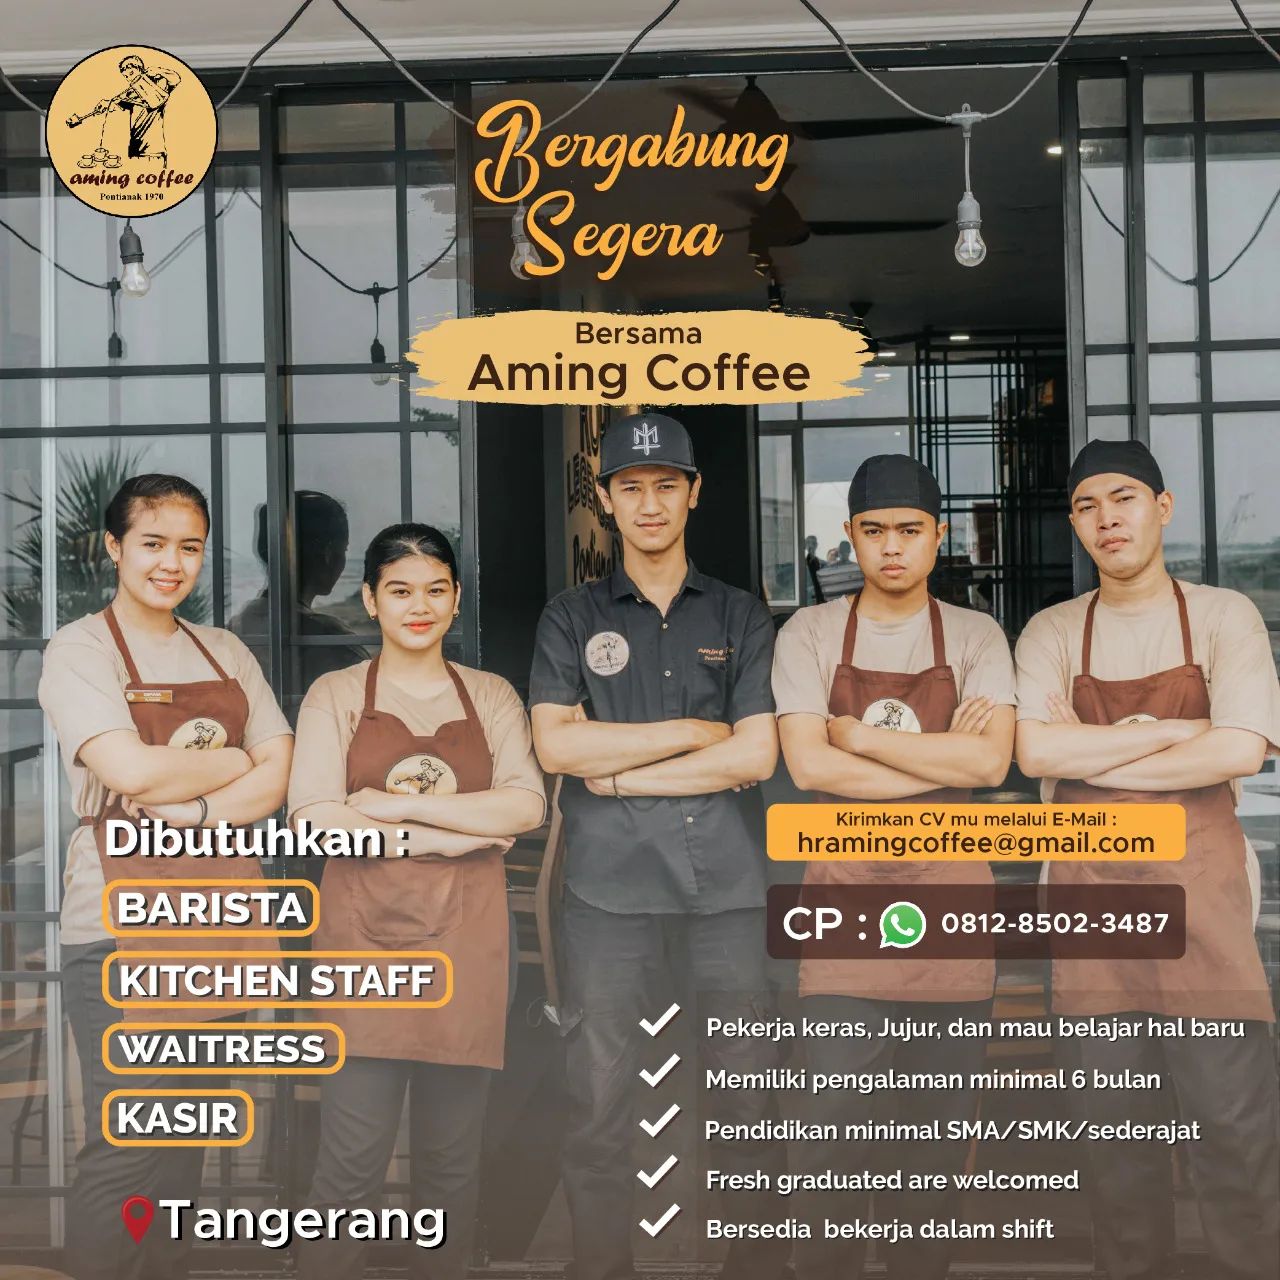 aming coffee
Pontianak 1970
Bergabung
Segera
Bersama
Aming Coffee
Dibutuhkan :
BARISTA
KITCHEN STAFF
WAITRESS
KASIR
Tangerang
Kirimkan CV mu melalui E-Mail :
hramingcoffee@gmail.com
CP : 0812-8502-3487
Pekerja keras, Jujur, dan mau belajar hal baru
Memiliki pengalaman minimal 6 bulan
Pendidikan minimal SMA/SMK/sederajat
Fresh graduated are welcomed
Bersedia  bekerja dalam shift